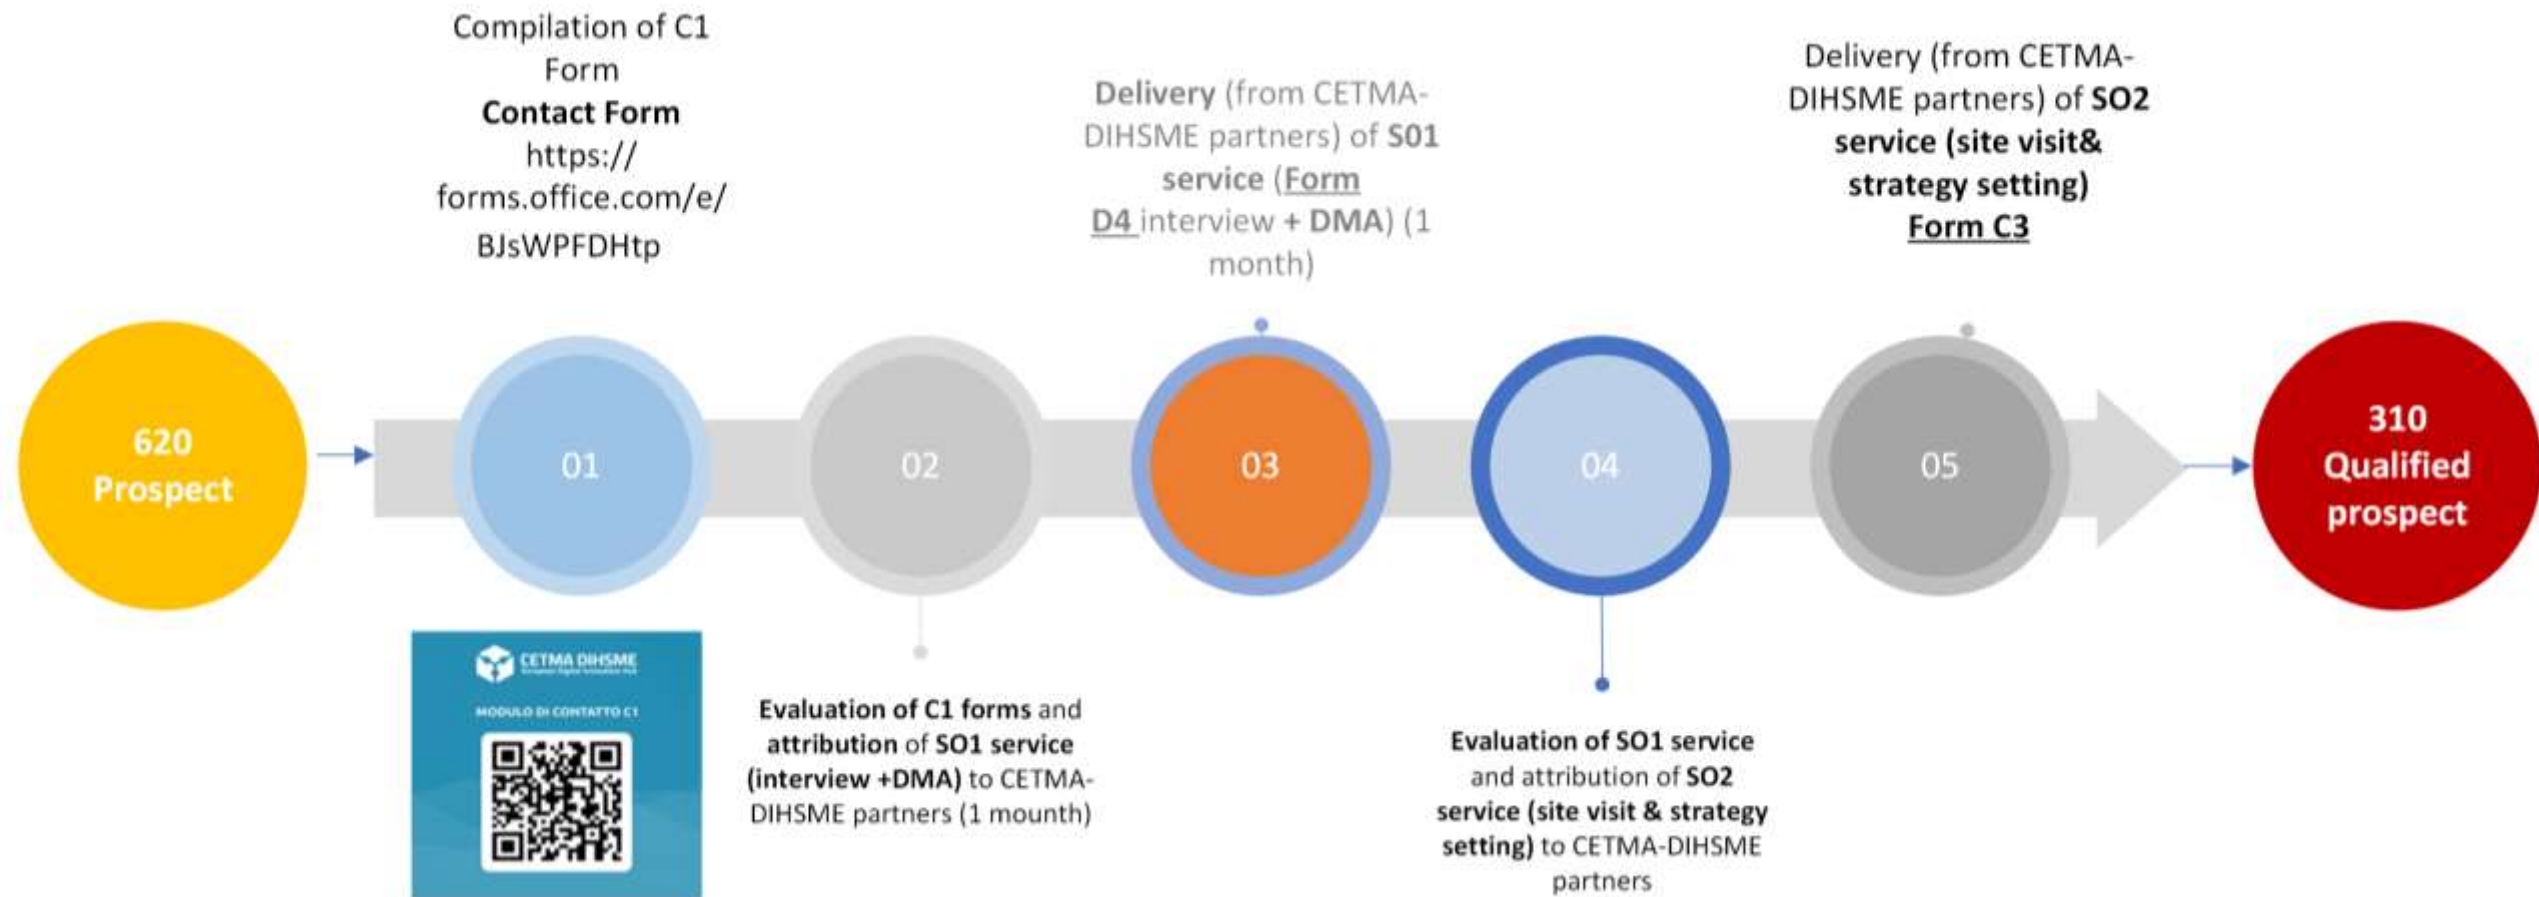 Compilation of C1
Form
Contact Form
https://
forms.office.com/e/
BJsWPFDHtp
Delivery (from CETMA-
DIHSME partners) of S01
service (Form
D4 interview + DMA) (1
month)
Delivery (from CETMA-
DIHSME partners) of SO2
service (site visit&
strategy setting)
Form C3
620
Prospect
01
02
03
04
05
310
Qualified
prospect
CETMA DIHSME
European Digital Innovation Hub
MODULO DI CONTATTO C1
Evaluation of C1 forms and
attribution of SO1 service
(interview +DMA) to CETMA-
DIHSME partners (1 mounth)
Evaluation of SO1 service
and attribution of SO2
service (site visit & strategy
setting) to CETMA-DIHSME
partners